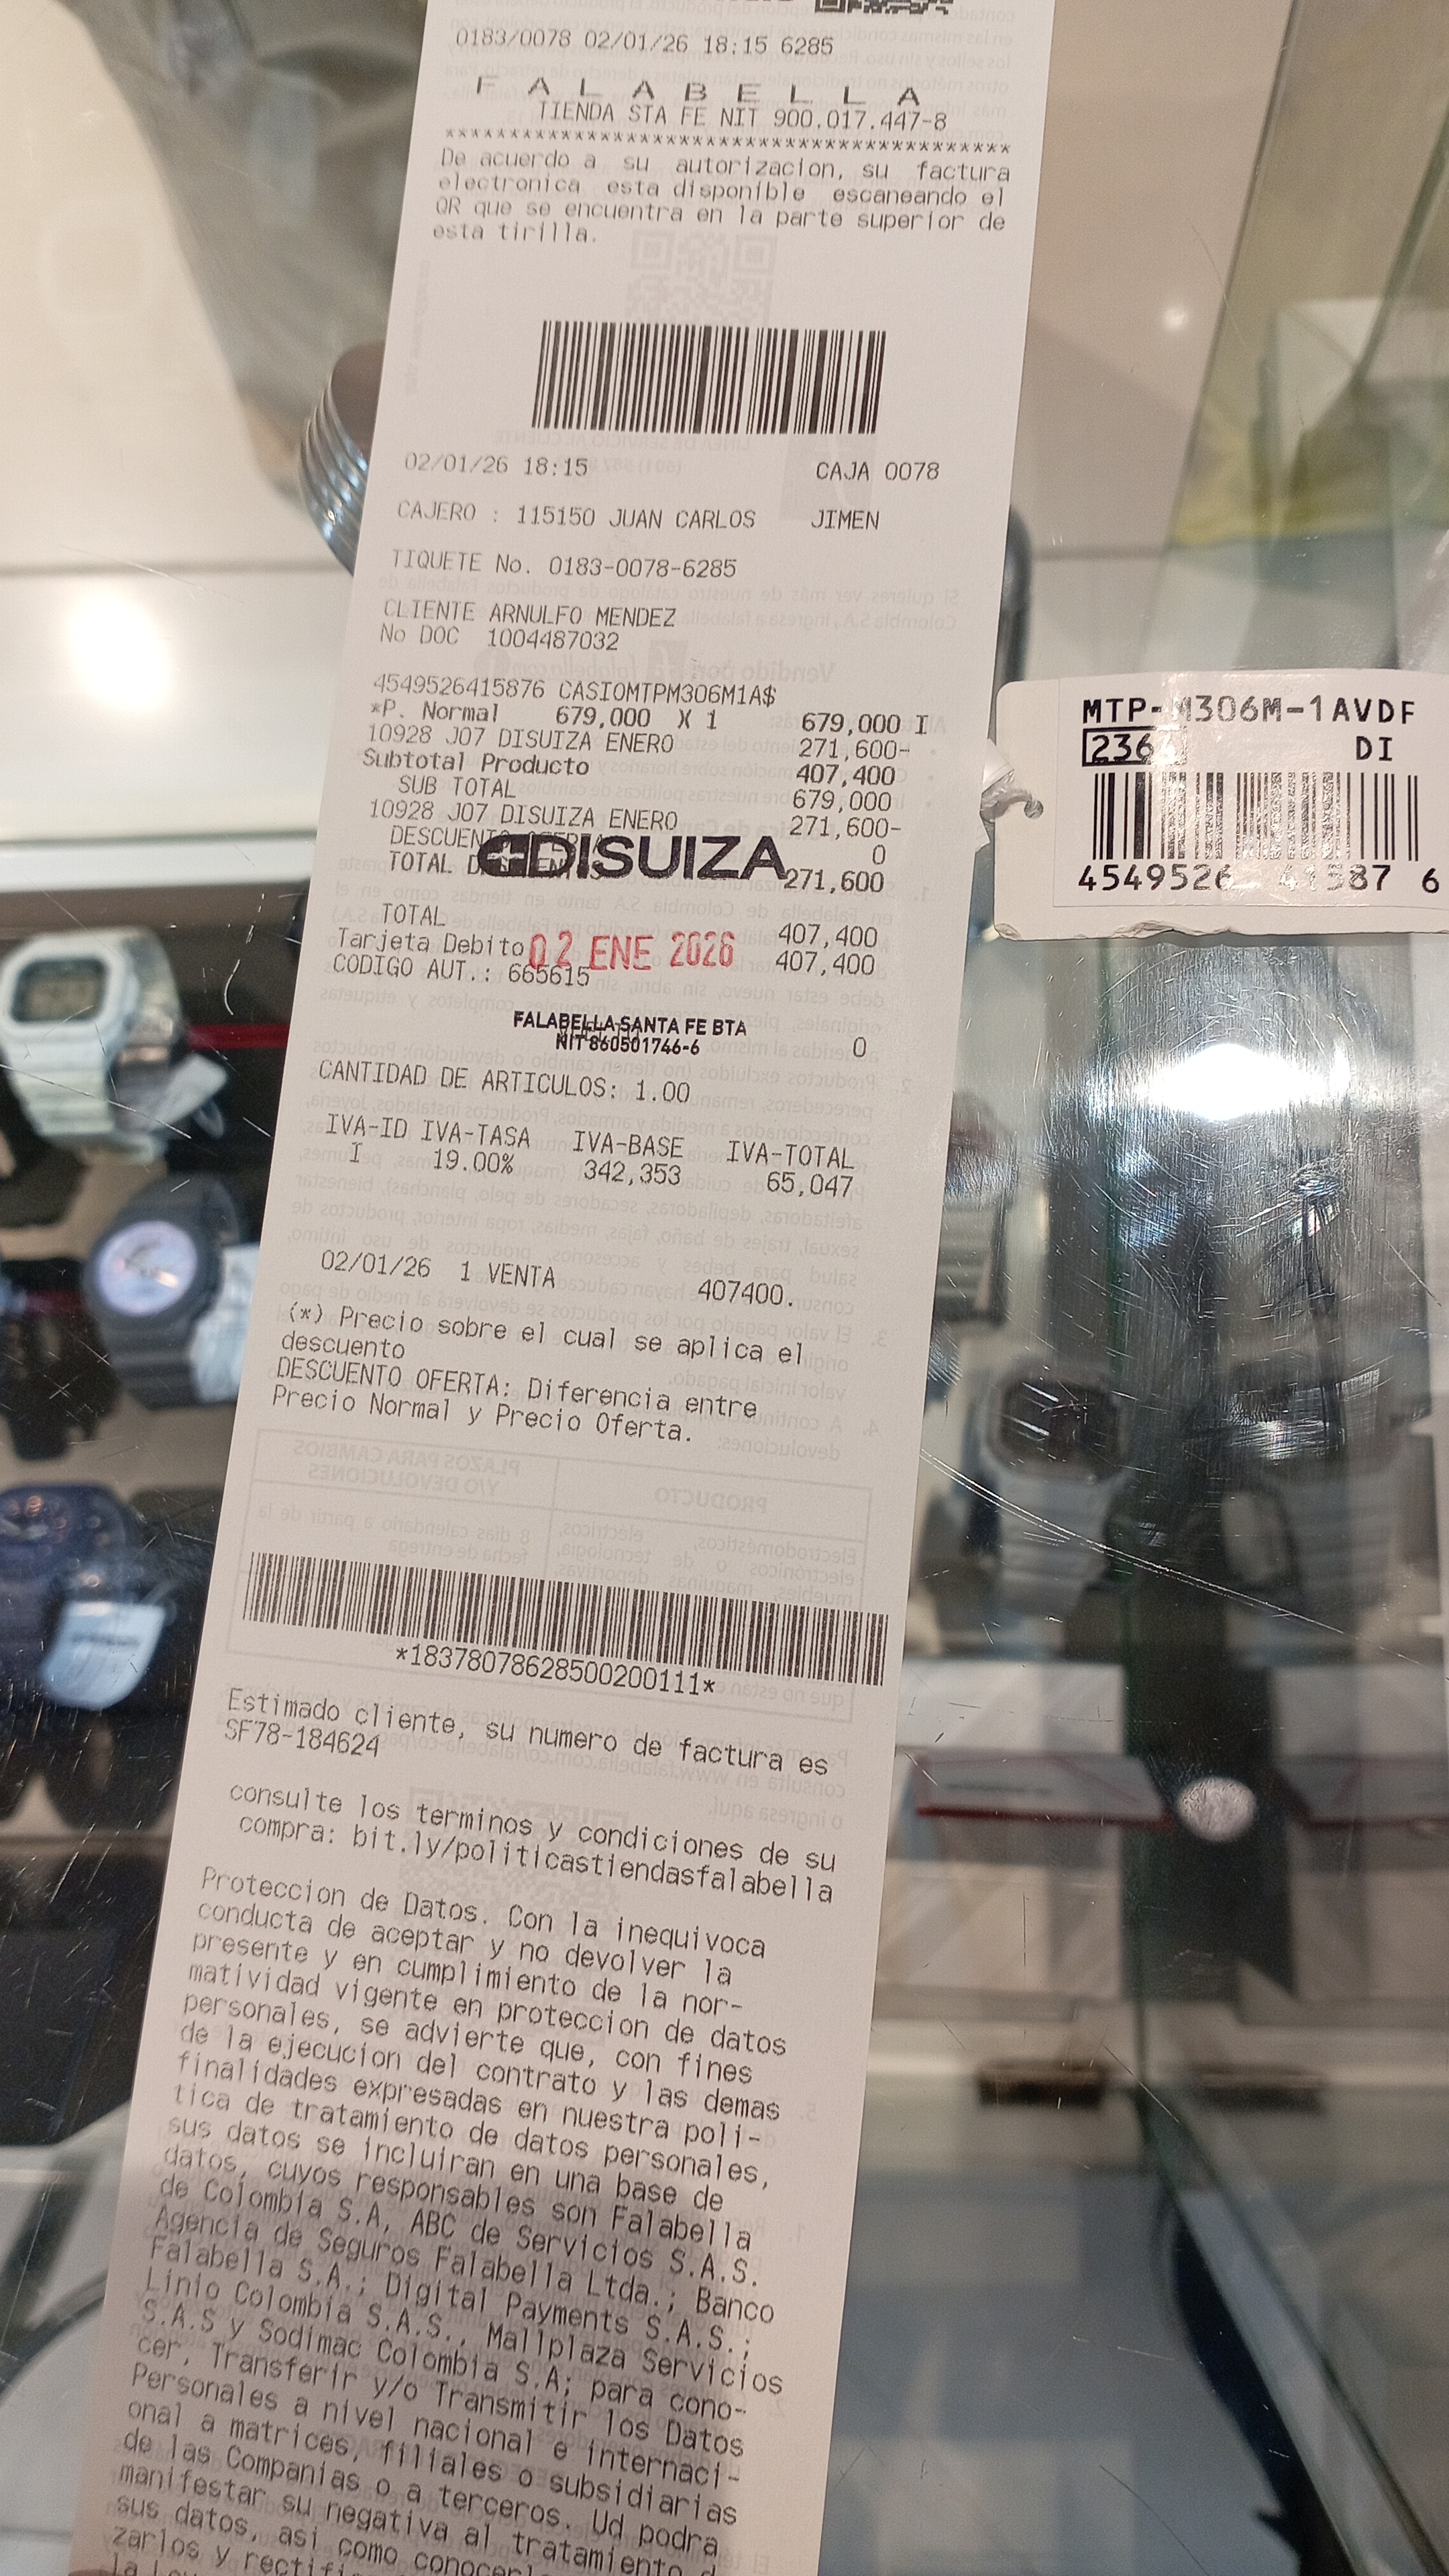 0183/0078 02/01/26 18:15 6285
FALABELLA
TIENDA STA FE NIT 900.017.447-8
******************************************
De acuerdo a su autorizacion, su factura
electronica esta disponible escaneando el
QR que se encuentra en la parte superior de
esta tirilla.
02/01/26 18:15 CAJA 0078
CAJERO : 115150 JUAN CARLOS JIMEN
TIQUETE No. 0183-0078-6285
CLIENTE ARNULFO MENDEZ
No DOC 1004487032
4549526415876 CASIOMTPM306M1A$
*P. Normal 679,000 X 1 679,000 I
10928 J07 DISUIZA ENERO 271,600-
Subtotal Producto 407,400
SUB TOTAL 679,000
10928 J07 DISUIZA ENERO 271,600-
DESCUENTO OFERTA 0
DISUIZA
TOTAL 271,600
TOTAL 407,400
Tarjeta Debito 407,400
02 ENE 2026
CODIGO AUT.: 665615
FALABELLA SANTA FE BTA
0
NIT 860501746-6
CANTIDAD DE ARTICULOS: 1.00
IVA-ID IVA-TASA IVA-BASE IVA-TOTAL
I 19.00% 342,353 65,047
02/01/26 1 VENTA 407400.
(*) Precio sobre el cual se aplica el
descuento
DESCUENTO OFERTA: Diferencia entre
Precio Normal y Precio Oferta.
*18378078628500200111*
Estimado cliente, su numero de factura es
SF78-184624
consulte los terminos y condiciones de su
compra: bit.ly/politicastiendasfalabella
Proteccion de Datos. Con la inequivoca
conducta de aceptar y no devolver la
presente y en cumplimiento de la nor-
matividad vigente en proteccion de datos
personales, se advierte que, con fines
de la ejecucion del contrato y las demas
finalidades expresadas en nuestra poli-
tica de tratamiento de datos personales,
sus datos se incluiran en una base de
datos, cuyos responsables son Falabella
de Colombia S.A, ABC de Servicios S.A.S.
Agencia de Seguros Falabella Ltda.; Banco
Falabella S.A.; Digital Payments S.A.S.;
Linio Colombia S.A.S., Mallplaza Servicios
S.A.S y Sodimac Colombia S.A; para cono-
cer, Transferir y/o Transmitir los Datos
Personales a nivel nacional e internaci-
onal a matrices, filiales o subsidiarias
de las Companias o a terceros. Ud podra
manifestar su negativa al tratamiento
sus datos, asi como
zarlos y
MTP-M306M-1AVDF
236 DI
4549526 41587 6